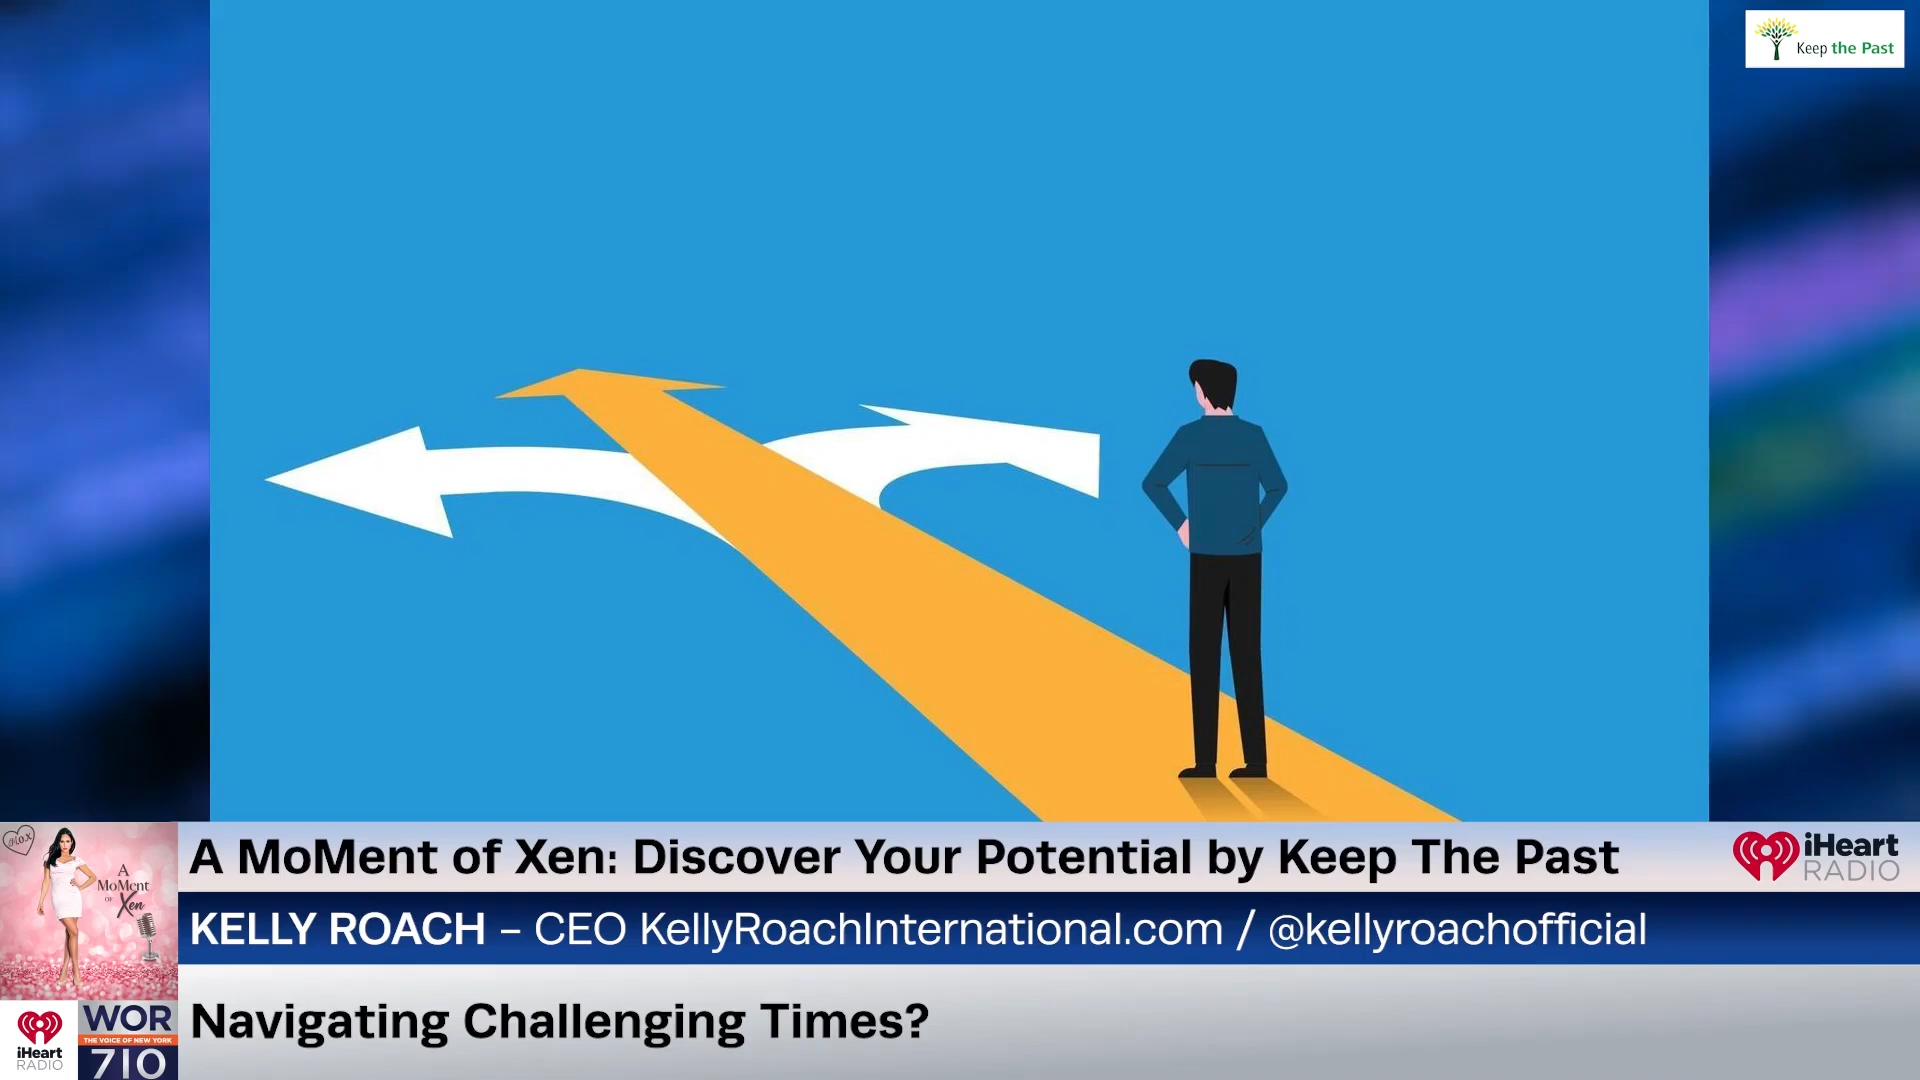 Keep the Past
A MoMent of Xen: Discover Your Potential by Keep The Past
iHeart
RADIO
KELLY ROACH – CEO KellyRoachInternational.com / @kellyroachofficial
Navigating Challenging Times?
M.O.X
A
MoMent
OF
Xen
iHeart
RADIO
WOR
THE VOICE OF NEW YORK
710